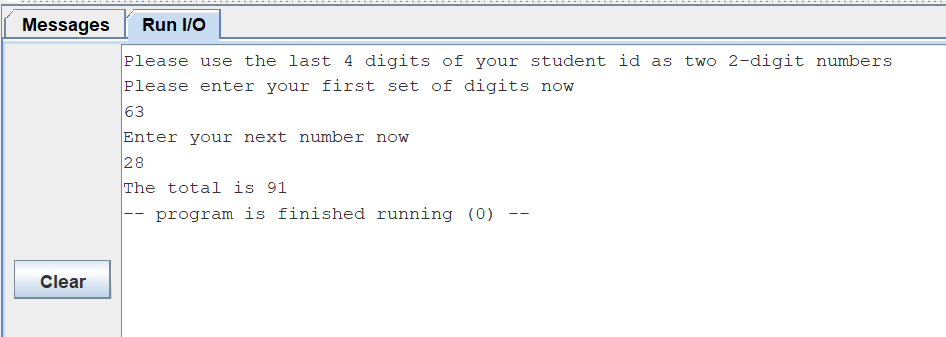 Messages Run I/O
Please use the last 4 digits of your student id as two 2-digit numbers
Please enter your first set of digits now
63
Enter your next number now
28
The total is 91
-- program is finished running (0) --
Clear